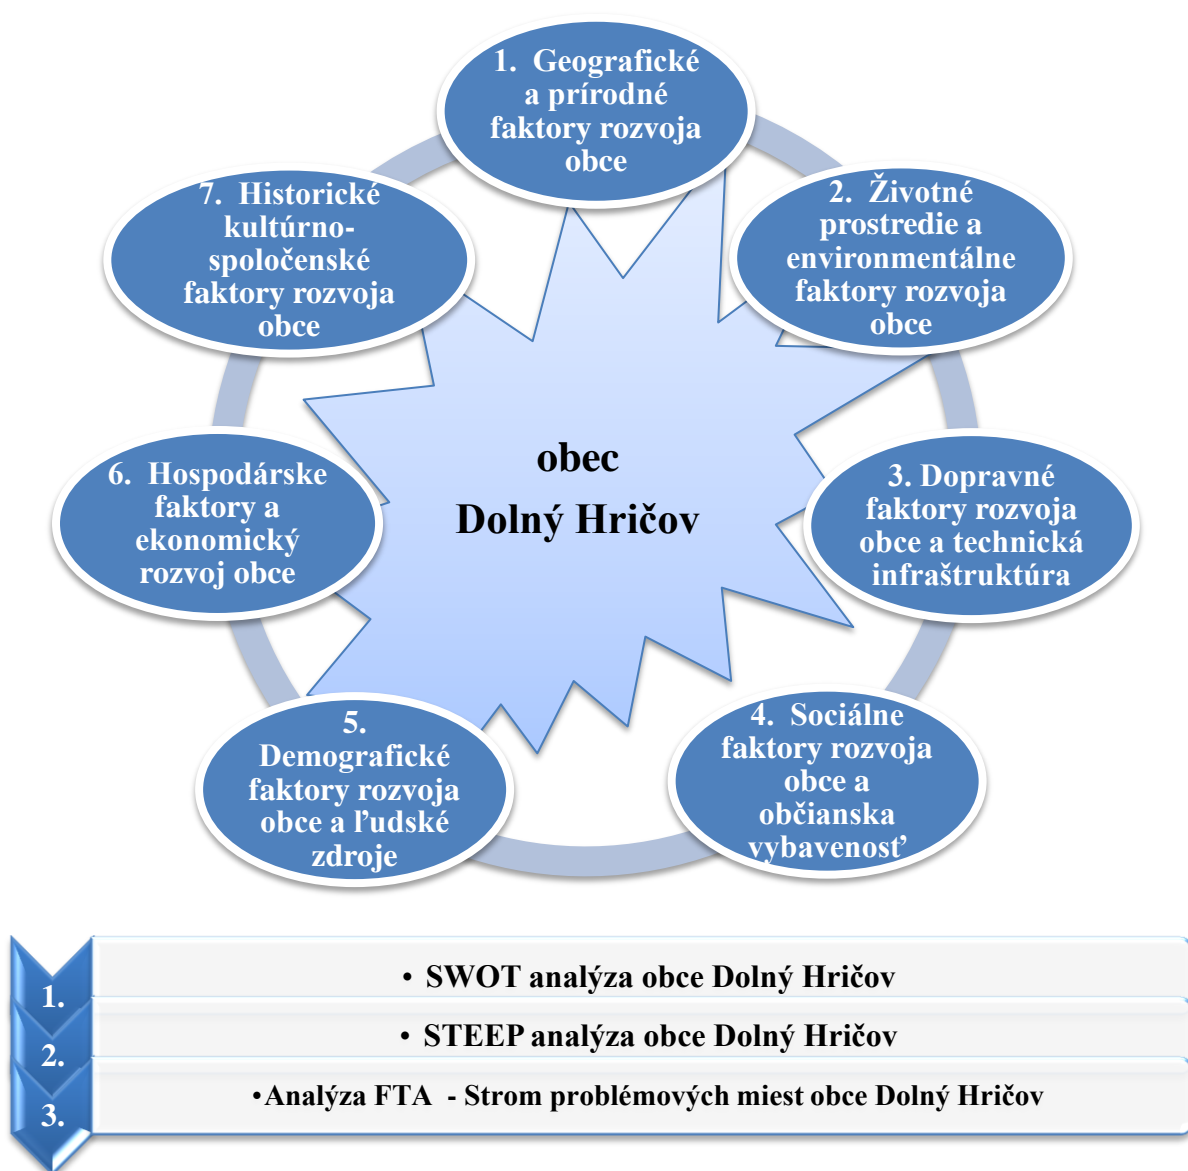 1. Geografické
a prírodné
faktory rozvoja
obce
2. Životné
prostredie a
environmentálne
faktory rozvoja
obce
3. Dopravné
faktory rozvoja
obce a technická
infraštruktúra
4. Sociálne
faktory rozvoja
obce a
občianska
vybavenosť
5.
Demografické
faktory rozvoja
obce a ľudské
zdroje
6. Hospodárske
faktory a
ekonomický
rozvoj obce
7. Historické
kultúrno-
spoločenské
faktory rozvoja
obce
obec
Dolný Hričov
1.
• SWOT analýza obce Dolný Hričov
2.
• STEEP analýza obce Dolný Hričov
3.
•Analýza FTA - Strom problémových miest obce Dolný Hričov